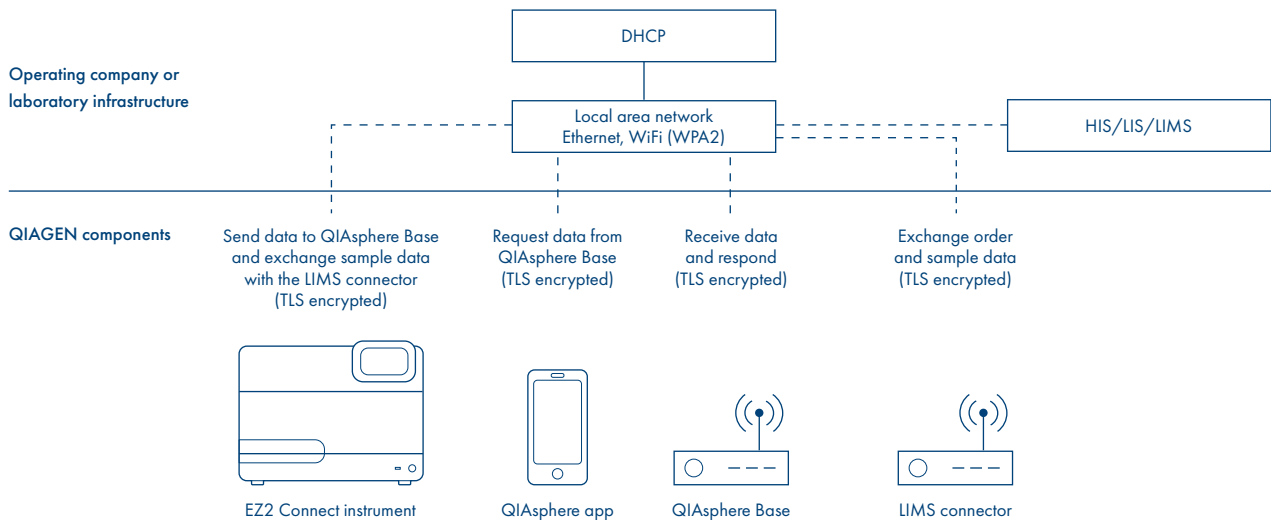 DHCP
Operating company or
laboratory infrastructure
Local area network
Ethernet, WiFi (WPA2)
HIS/LIS/LIMS
QIAGEN components
Send data to QIAsphere Base
and exchange sample data
with the LIMS connector
(TLS encrypted)
Request data from
QIAsphere Base
(TLS encrypted)
Receive data
and respond
(TLS encrypted)
Exchange order
and sample data
(TLS encrypted)
EZ2 Connect instrument
QIAsphere app
QIAsphere Base
LIMS connector